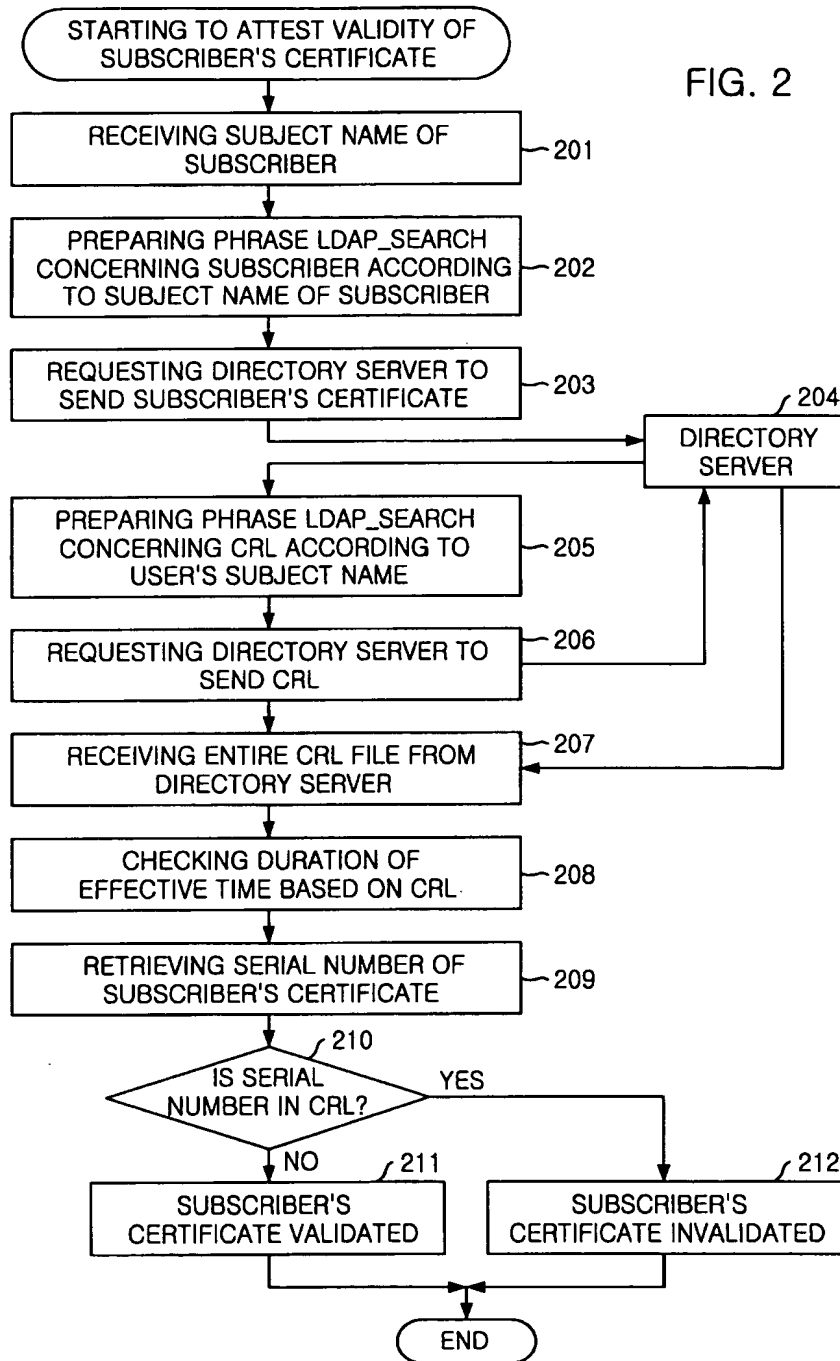 STARTING TO ATTEST VALIDITY OF
SUBSCRIBER'S CERTIFICATE
FIG. 2
RECEIVING SUBJECT NAME OF
SUBSCRIBER
201
PREPARING PHRASE LDAP_SEARCH
CONCERNING SUBSCRIBER ACCORDING
TO SUBJECT NAME OF SUBSCRIBER
202
REQUESTING DIRECTORY SERVER TO
SEND SUBSCRIBER'S CERTIFICATE
203
204
DIRECTORY
SERVER
PREPARING PHRASE LDAP_SEARCH
CONCERNING CRL ACCORDING TO
USER'S SUBJECT NAME
205
REQUESTING DIRECTORY SERVER TO
SEND CRL
206
RECEIVING ENTIRE CRL FILE FROM
DIRECTORY SERVER
207
CHECKING DURATION OF
EFFECTIVE TIME BASED ON CRL
208
RETRIEVING SERIAL NUMBER OF
SUBSCRIBER'S CERTIFICATE
209
210
IS SERIAL
NUMBER IN CRL?
YES
NO
211
SUBSCRIBER'S
CERTIFICATE VALIDATED
212
SUBSCRIBER'S
CERTIFICATE INVALIDATED
END